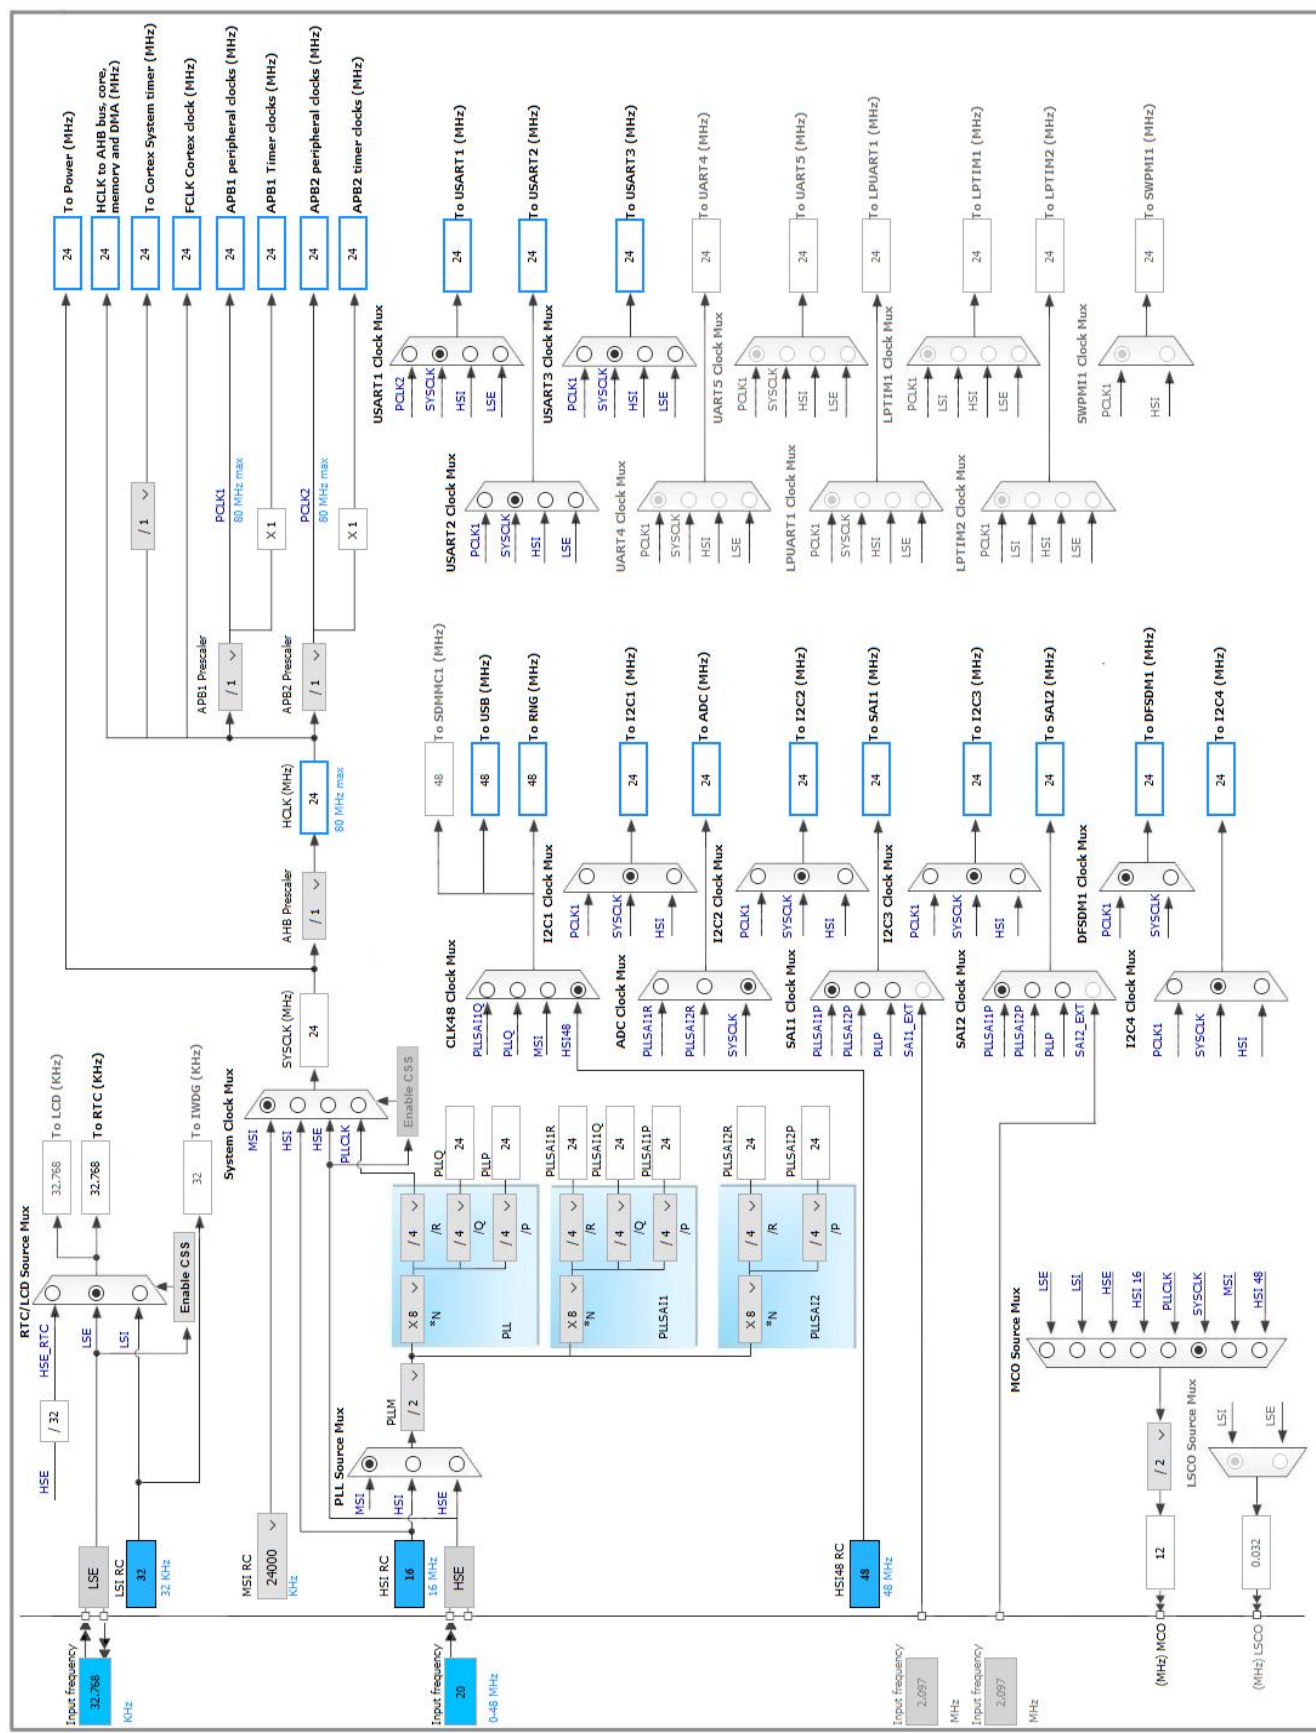 RTC/LCD Source Mux
HSE
/ 32
HSE_RTC
32.768
To LCD (KHz)
Input frequency
32.768
KHz
LSE
LSE
32.768
To RTC (KHz)
LSI RC
32
32 KHz
LSI
Enable CSS
32
To IWDG (KHz)
System Clock Mux
MSI RC
24000
KHz
MSI
HSI
HSE
PLLCLK
SYSCLK (MHz)
24
AHB Prescaler
/ 1
HCLK (MHz)
24
80 MHz max
24
To Power (MHz)
24
HCLK to AHB bus, core,
memory and DMA (MHz)
/ 1
24
To Cortex System timer (MHz)
24
FCLK Cortex clock (MHz)
APB1 Prescaler
/ 1
PCLK1
80 MHz max
24
APB1 peripheral clocks (MHz)
X 1
24
APB1 Timer clocks (MHz)
APB2 Prescaler
/ 1
PCLK2
80 MHz max
24
APB2 peripheral clocks (MHz)
X 1
24
APB2 timer clocks (MHz)
HSI RC
16
16 MHz
Input frequency
20
0-48 MHz
HSE
PLL Source Mux
MSI
HSI
HSE
PLLM
/ 2
X 8
*N
PLL
/ 4
/R
/ 4
/Q
/ 4
/P
PLLQ
24
PLLP
24
Enable CSS
X 8
*N
PLLSAI1
/ 4
/R
/ 4
/Q
/ 4
/P
PLLSAI1R
24
PLLSAI1Q
24
PLLSAI1P
24
X 8
*N
PLLSAI2
/ 4
/R
/ 4
/P
PLLSAI2R
24
PLLSAI2P
24
HSI48 RC
48
48 MHz
Input frequency
2.097
MHz
Input frequency
2.097
MHz
CLK48 Clock Mux
PLLSAI1Q
PLLQ
MSI
HSI48
48
To SDMMC1 (MHz)
48
To USB (MHz)
48
To RNG (MHz)
I2C1 Clock Mux
PCLK1
SYSCLK
HSI
24
To I2C1 (MHz)
ADC Clock Mux
PLLSAI1R
PLLSAI2R
SYSCLK
24
To ADC (MHz)
I2C2 Clock Mux
PCLK1
SYSCLK
HSI
24
To I2C2 (MHz)
SAI1 Clock Mux
PLLSAI1P
PLLSAI2P
PLLP
SAI1_EXT
24
To SAI1 (MHz)
I2C3 Clock Mux
PCLK1
SYSCLK
HSI
24
To I2C3 (MHz)
SAI2 Clock Mux
PLLSAI1P
PLLSAI2P
PLLP
SAI2_EXT
24
To SAI2 (MHz)
DFSDM1 Clock Mux
PCLK1
SYSCLK
24
To DFSDM1 (MHz)
I2C4 Clock Mux
PCLK1
SYSCLK
HSI
24
To I2C4 (MHz)
USART1 Clock Mux
PCLK2
SYSCLK
HSI
LSE
24
To USART1 (MHz)
USART2 Clock Mux
PCLK1
SYSCLK
HSI
LSE
24
To USART2 (MHz)
USART3 Clock Mux
PCLK1
SYSCLK
HSI
LSE
24
To USART3 (MHz)
UART4 Clock Mux
PCLK1
SYSCLK
HSI
LSE
24
To UART4 (MHz)
UART5 Clock Mux
PCLK1
SYSCLK
HSI
LSE
24
To UART5 (MHz)
LPUART1 Clock Mux
PCLK1
SYSCLK
HSI
LSE
24
To LPUART1 (MHz)
LPTIM1 Clock Mux
PCLK1
LSI
HSI
LSE
24
To LPTIM1 (MHz)
LPTIM2 Clock Mux
PCLK1
LSI
HSI
LSE
24
To LPTIM2 (MHz)
SWPMI1 Clock Mux
PCLK1
HSI
24
To SWPMI1 (MHz)
MCO Source Mux
LSE
LSI
HSE
HSI 16
PLLCLK
SYSCLK
MSI
HSI 48
/ 2
12
(MHz) MCO
LSCO Source Mux
LSI
LSE
0.032
(MHz) LSCO